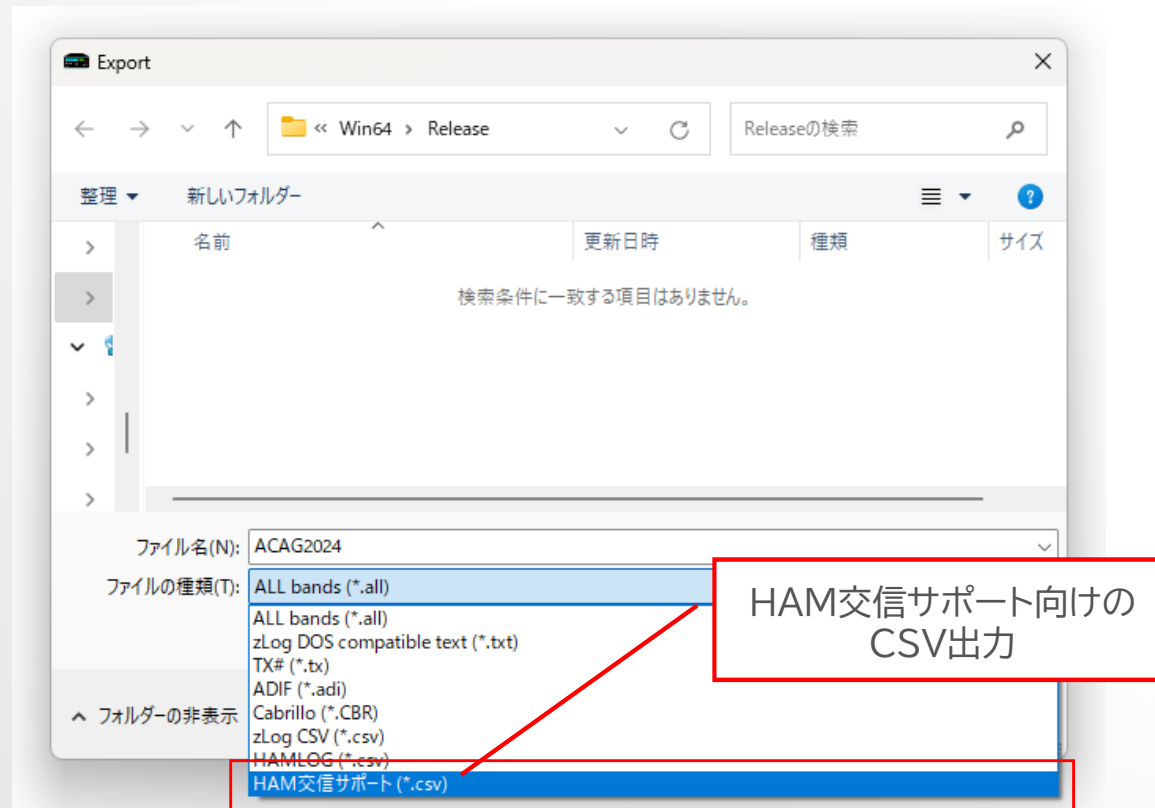 Export
« Win64 › Release
Releaseの検索
整理
新しいフォルダー
?
名前
更新日時
種類
サイズ
検索条件に一致する項目はありません。
ファイル名(N):
ACAG2024
ファイルの種類(T):
ALL bands (*.all)
ALL bands (*.all)
zLog DOS compatible text (*.txt)
TX# (*.tx)
ADIF (*.adi)
Cabrillo (*.CBR)
zLog CSV (*.csv)
HAMLOG (*.csv)
HAM交信サポート (*.csv)
フォルダーの非表示
HAM交信サポート向けの
CSV出力